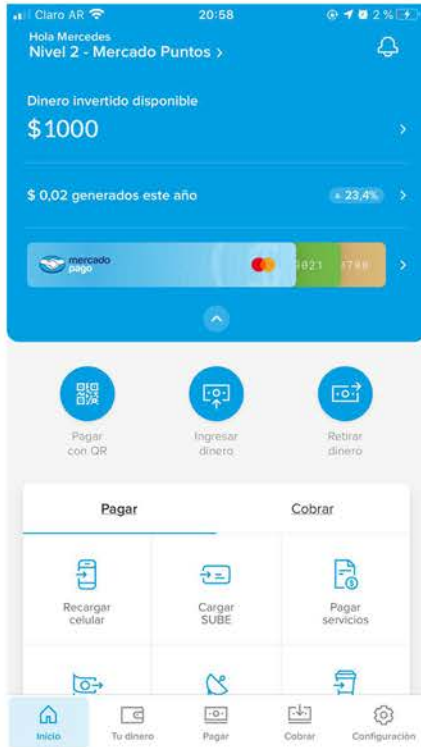 Claro AR 20:58 2 %
Hola Mercedes
Nivel 2 - Mercado Puntos >
Dinero invertido disponible
$ 1000
$ 0,02 generados este año
23,4%
mercado
pago
Pagar
con QR
Ingresar
dinero
Retirar
dinero
Pagar
Cobrar
Recargar
celular
Cargar
SUBE
Pagar
servicios
Inicio
Tu dinero
Pagar
Cobrar
Configuración